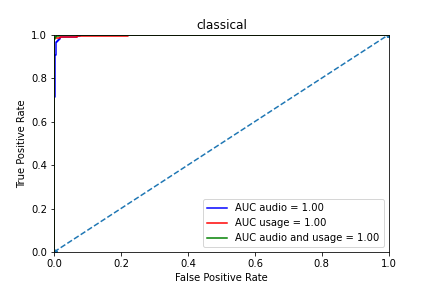 classical
True Positive Rate
1.0
0.8
0.6
0.4
0.2
0.0
AUC audio = 1.00
AUC usage = 1.00
AUC audio and usage = 1.00
0.0 0.2 0.4 0.6 0.8 1.0
False Positive Rate